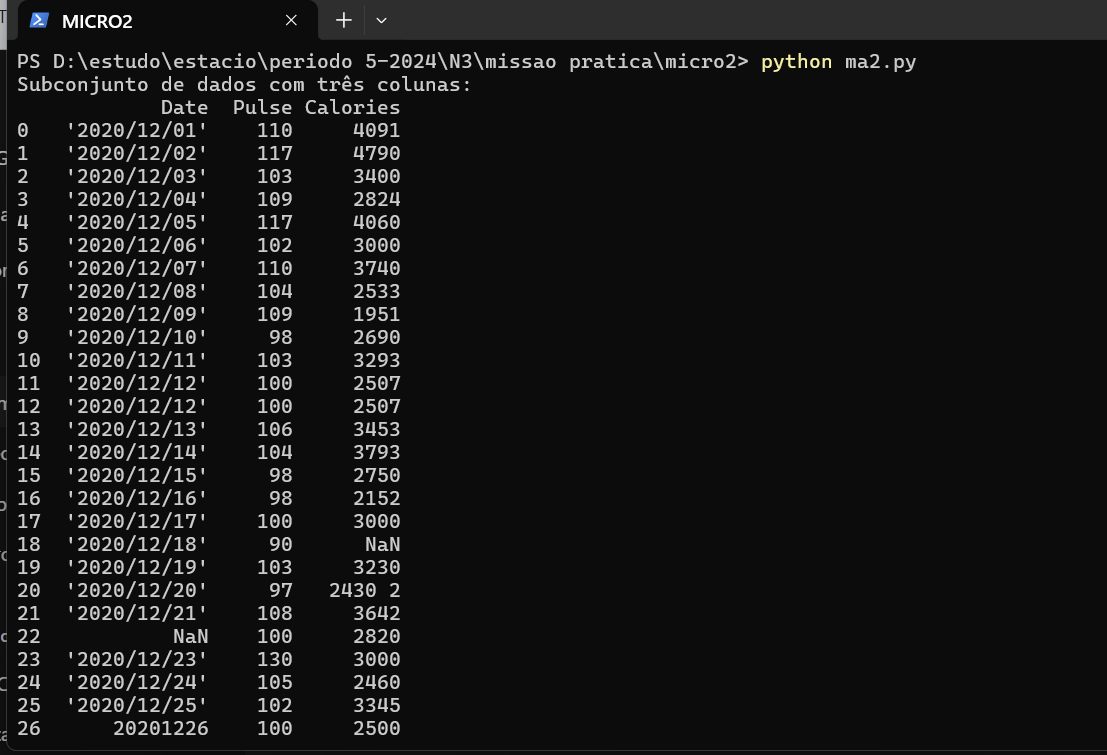 MICRO2
PS D:\estudo\estacio\periodo 5-2024\N3\missao pratica\micro2> python ma2.py
Subconjunto de dados com três colunas:
Date Pulse Calories
0 '2020/12/01' 110 4091
1 '2020/12/02' 117 4790
2 '2020/12/03' 103 3400
3 '2020/12/04' 109 2824
4 '2020/12/05' 117 4060
5 '2020/12/06' 102 3000
6 '2020/12/07' 110 3740
7 '2020/12/08' 104 2533
8 '2020/12/09' 109 1951
9 '2020/12/10' 98 2690
10 '2020/12/11' 103 3293
11 '2020/12/12' 100 2507
12 '2020/12/12' 100 2507
13 '2020/12/13' 106 3453
14 '2020/12/14' 104 3793
15 '2020/12/15' 98 2750
16 '2020/12/16' 98 2152
17 '2020/12/17' 100 3000
18 '2020/12/18' 90 NaN
19 '2020/12/19' 103 3230
20 '2020/12/20' 97 2430 2
21 '2020/12/21' 108 3642
22 NaN 100 2820
23 '2020/12/23' 130 3000
24 '2020/12/24' 105 2460
25 '2020/12/25' 102 3345
26 20201226 100 2500